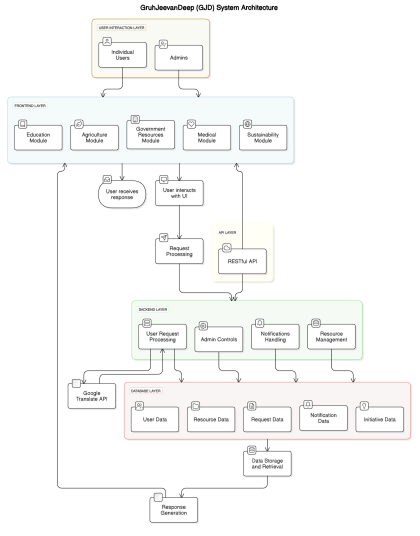 GruhJeevanDeep (GJD) System Architecture
USER INTERACTION LAYER
Individual
Users
Admins
FRONTEND LAYER
Education
Module
Agriculture
Module
Government
Resources
Module
Medical
Module
Sustainability
Module
User receives
response
User interacts
with UI
Request
Processing
API LAYER
RESTful API
BACKEND LAYER
User Request
Processing
Admin Controls
Notifications
Handling
Resource
Management
Google
Translate API
DATABASE LAYER
User Data
Resource Data
Request Data
Notification
Data
Initiative Data
Data Storage
and Retrieval
Response
Generation